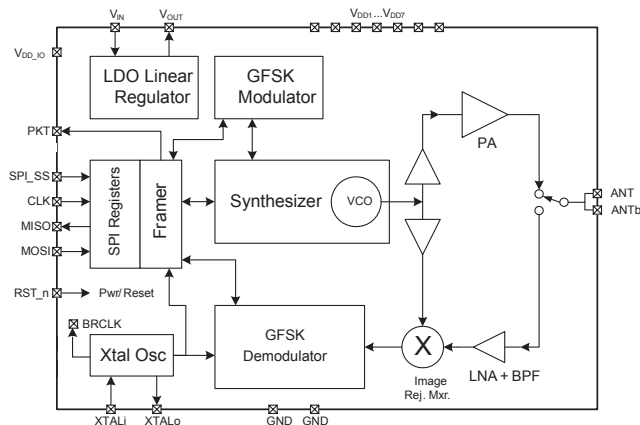 VIN
VOUT
VDD1...VDD7
VDD_IO
LDO Linear
Regulator
GFSK
Modulator
PKT
PA
SPI_SS
CLK
MISO
MOSI
SPI Registers
Framer
Synthesizer
VCO
ANT
ANTb
RST_n
Pwr/Reset
BRCLK
Xtal Osc
GFSK
Demodulator
X
Image
Rej. Mxr.
LNA + BPF
XTALi
XTALo
GND
GND